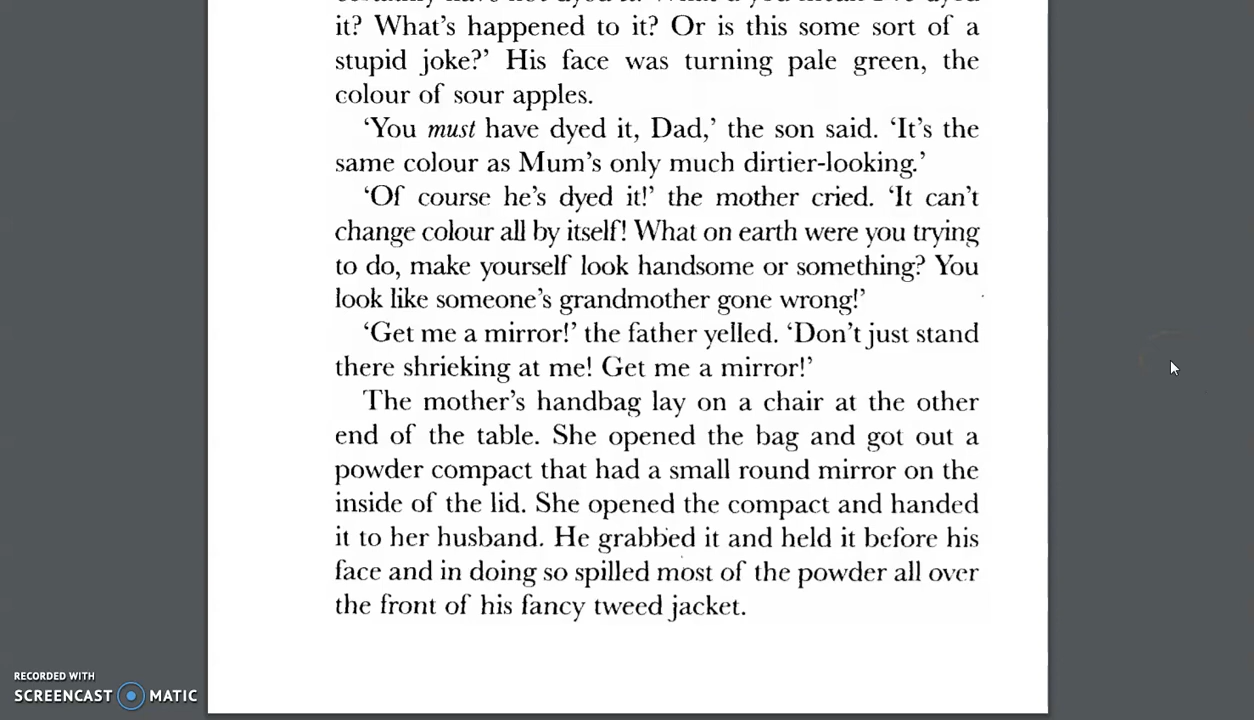 it? What's happened to it? Or is this some sort of a
stupid joke?' His face was turning pale green, the
colour of sour apples.
‘You must have dyed it, Dad,’ the son said. ‘It’s the
same colour as Mum’s only much dirtier-looking.’
‘Of course he’s dyed it!’ the mother cried. ‘It can’t
change colour all by itself! What on earth were you trying
to do, make yourself look handsome or something? You
look like someone’s grandmother gone wrong!’
‘Get me a mirror!’ the father yelled. ‘Don’t just stand
there shrieking at me! Get me a mirror!’
The mother’s handbag lay on a chair at the other
end of the table. She opened the bag and got out a
powder compact that had a small round mirror on the
inside of the lid. She opened the compact and handed
it to her husband. He grabbed it and held it before his
face and in doing so spilled most of the powder all over
the front of his fancy tweed jacket.
RECORDED WITH
SCREENCAST MATIC